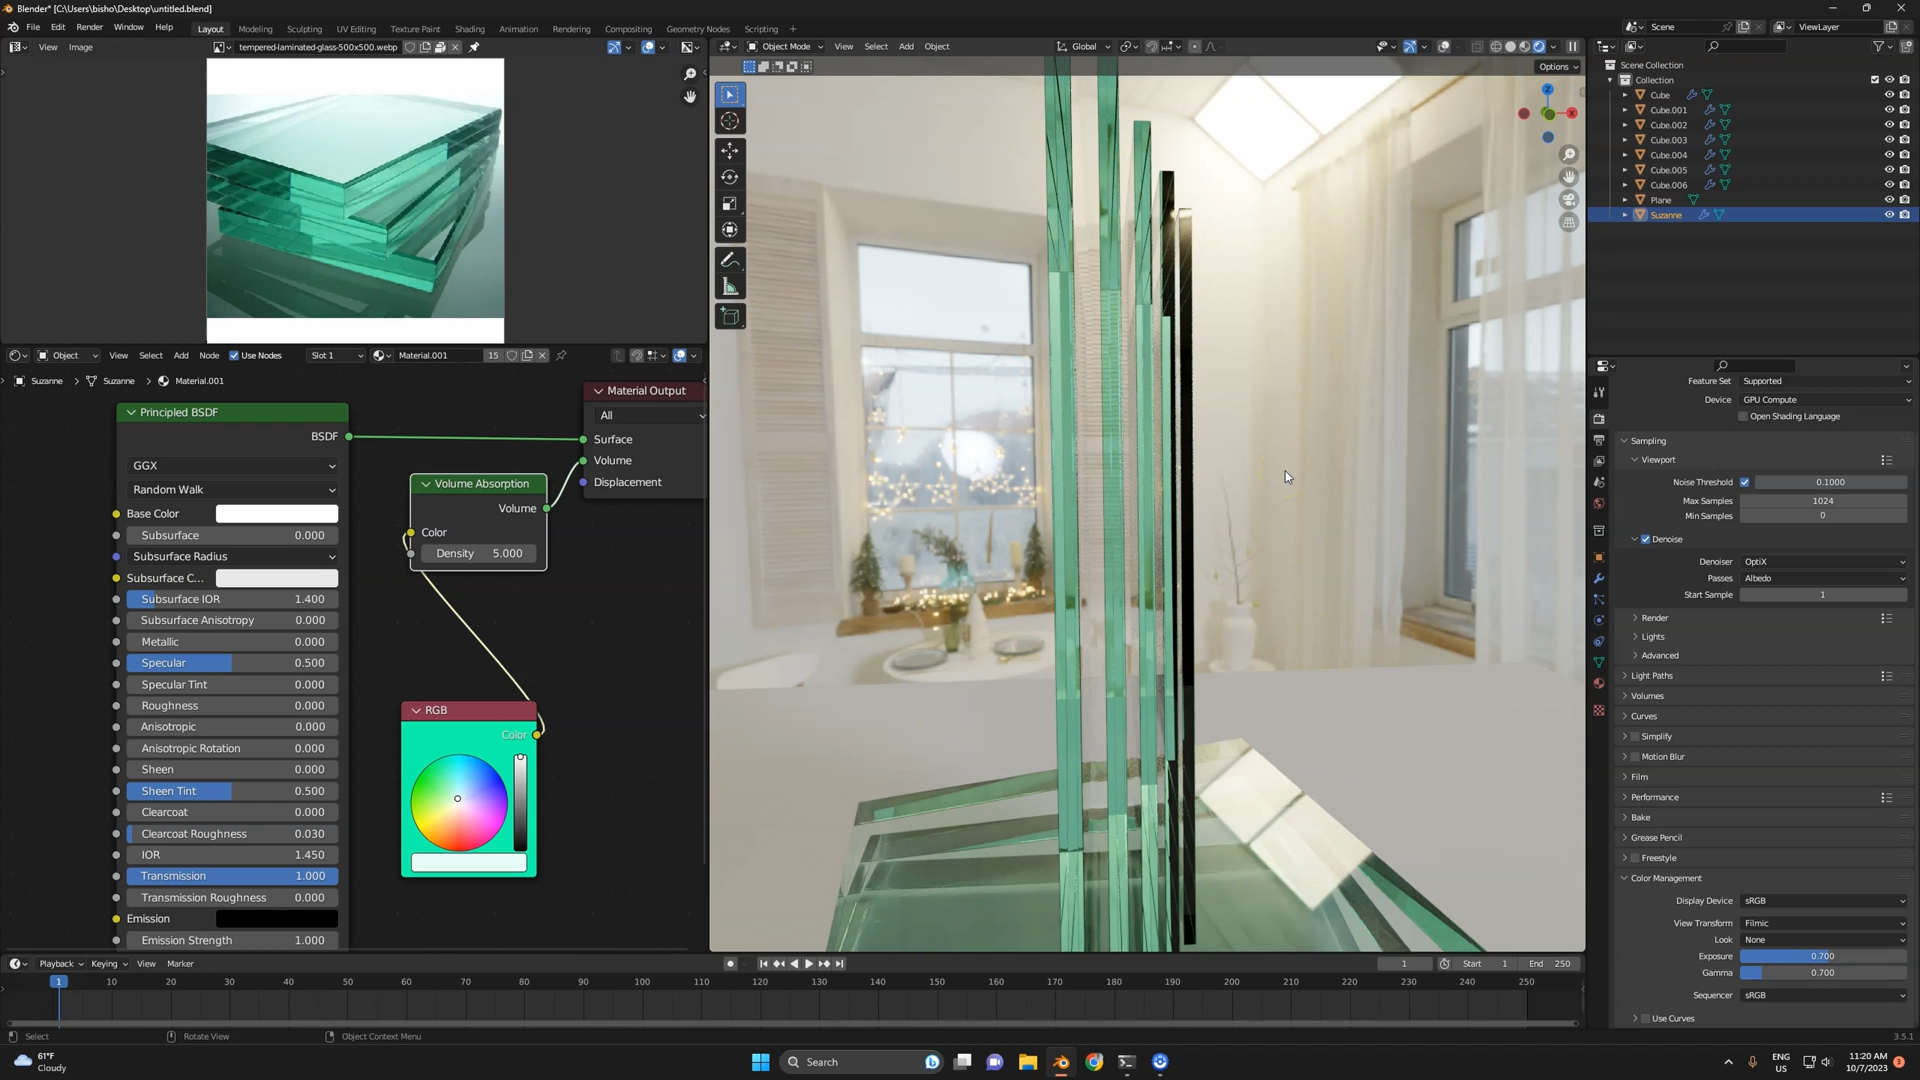 Blender* [C:\Users\bisho\Desktop\untitled.blend]
File Edit Render Window Help Layout Modeling Sculpting UV Editing Texture Paint Shading Animation Rendering Compositing Geometry Nodes Scripting + Scene ViewLayer
View Image tempered-laminated-glass-500x500.webp
Object Mode View Select Add Object Global
Options
Scene Collection
Collection
Cube
Cube.001
Cube.002
Cube.003
Cube.004
Cube.005
Cube.006
Plane
Suzanne
Z
X
Object View Select Add Node Use Nodes Slot 1 Material.001 15
Suzanne > Suzanne > Material.001
Principled BSDF
BSDF
GGX
Random Walk
Base Color
Subsurface 0.000
Subsurface Radius
Subsurface C...
Subsurface IOR 1.400
Subsurface Anisotropy 0.000
Metallic 0.000
Specular 0.500
Specular Tint 0.000
Roughness 0.000
Anisotropic 0.000
Anisotropic Rotation 0.000
Sheen 0.000
Sheen Tint 0.500
Clearcoat 0.000
Clearcoat Roughness 0.030
IOR 1.450
Transmission 1.000
Transmission Roughness 0.000
Emission
Emission Strength 1.000
Volume Absorption
Volume
Color
Density 5.000
RGB
Color
Material Output
All
Surface
Volume
Displacement
Feature Set Supported
Device GPU Compute
Open Shading Language
Sampling
Viewport
Noise Threshold 0.1000
Max Samples 1024
Min Samples 0
Denoise
Denoiser OptiX
Passes Albedo
Start Sample 1
Render
Lights
Advanced
Light Paths
Volumes
Curves
Simplify
Motion Blur
Film
Performance
Bake
Grease Pencil
Freestyle
Color Management
Display Device sRGB
View Transform Filmic
Look None
Exposure 0.700
Gamma 0.700
Sequencer sRGB
Use Curves
Playback Keying View Marker 1 Start 1 End 250
1 10 20 30 40 50 60 70 80 90 100 110 120 130 140 150 160 170 180 190 200 210 220 230 240 250
Select Rotate View Object Context Menu 3.5.1
61°F
Cloudy
Search
ENG
US
11:20 AM
10/7/2023
3